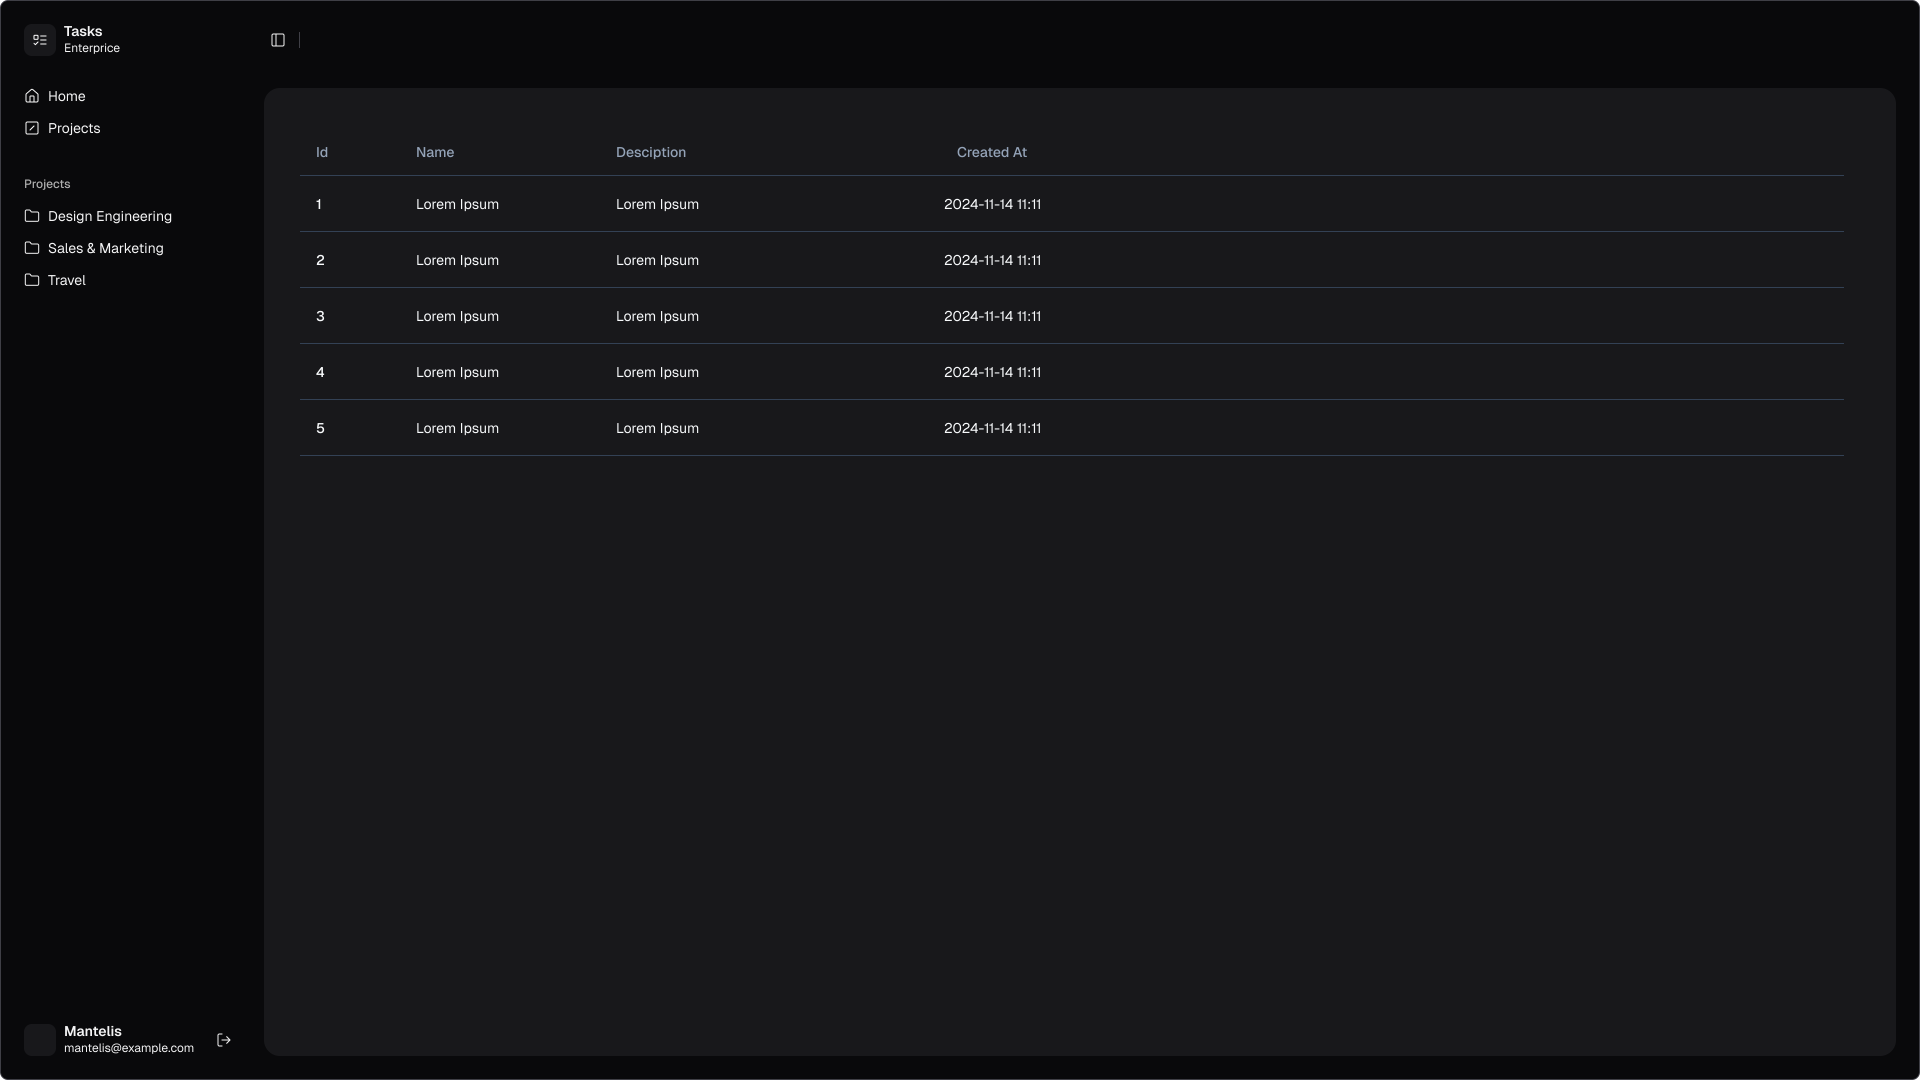 Tasks
Enterprice
Home
Projects
Projects
Design Engineering
Sales & Marketing
Travel
Id Name Desciption Created At
1 Lorem Ipsum Lorem Ipsum 2024-11-14 11:11
2 Lorem Ipsum Lorem Ipsum 2024-11-14 11:11
3 Lorem Ipsum Lorem Ipsum 2024-11-14 11:11
4 Lorem Ipsum Lorem Ipsum 2024-11-14 11:11
5 Lorem Ipsum Lorem Ipsum 2024-11-14 11:11
Mantelis
mantelis@example.com